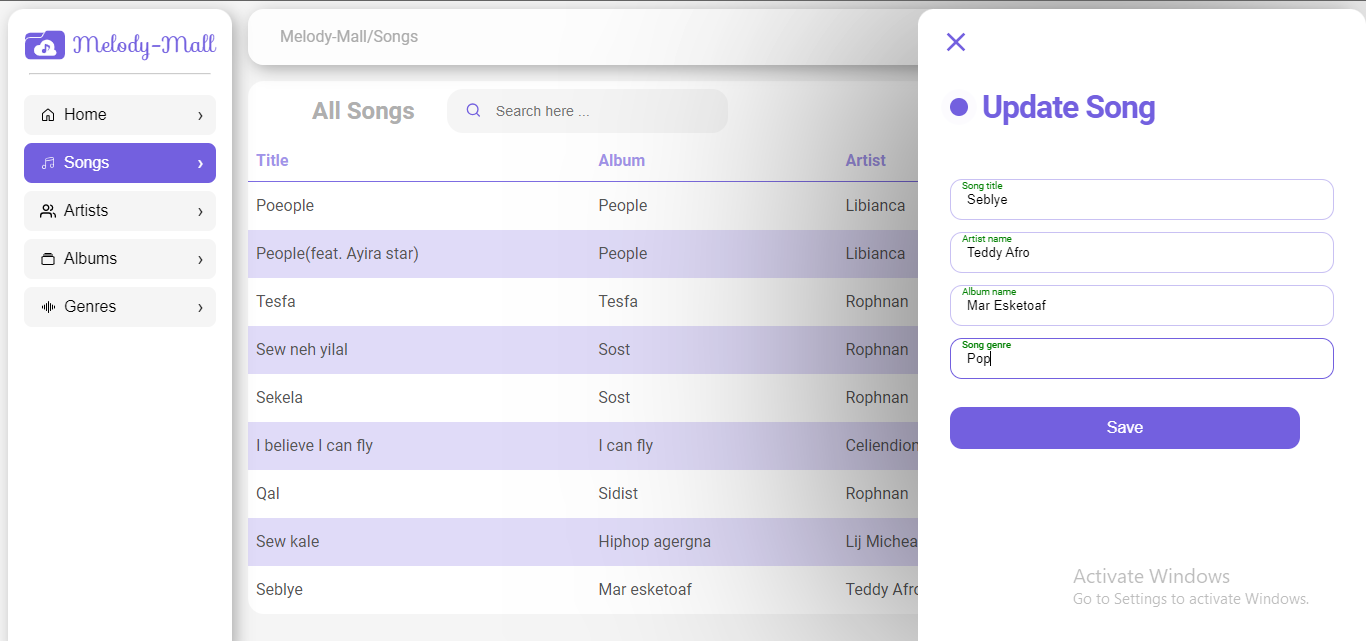 Melody-Mall
Home ›
Songs ›
Artists ›
Albums ›
Genres ›
Melody-Mall/Songs
All Songs
Search here ...
Title Album Artist
Poeople People Libianca
People(feat. Ayira star) People Libianca
Tesfa Tesfa Rophnan
Sew neh yilal Sost Rophnan
Sekela Sost Rophnan
I believe I can fly I can fly Celiendion
Qal Sidist Rophnan
Sew kale Hiphop agergna Lij Michea
Seblye Mar esketoaf Teddy Afro
Update Song
Song title
Seblye
Artist name
Teddy Afro
Album name
Mar Esketoaf
Song genre
Pop
Save
Activate Windows
Go to Settings to activate Windows.